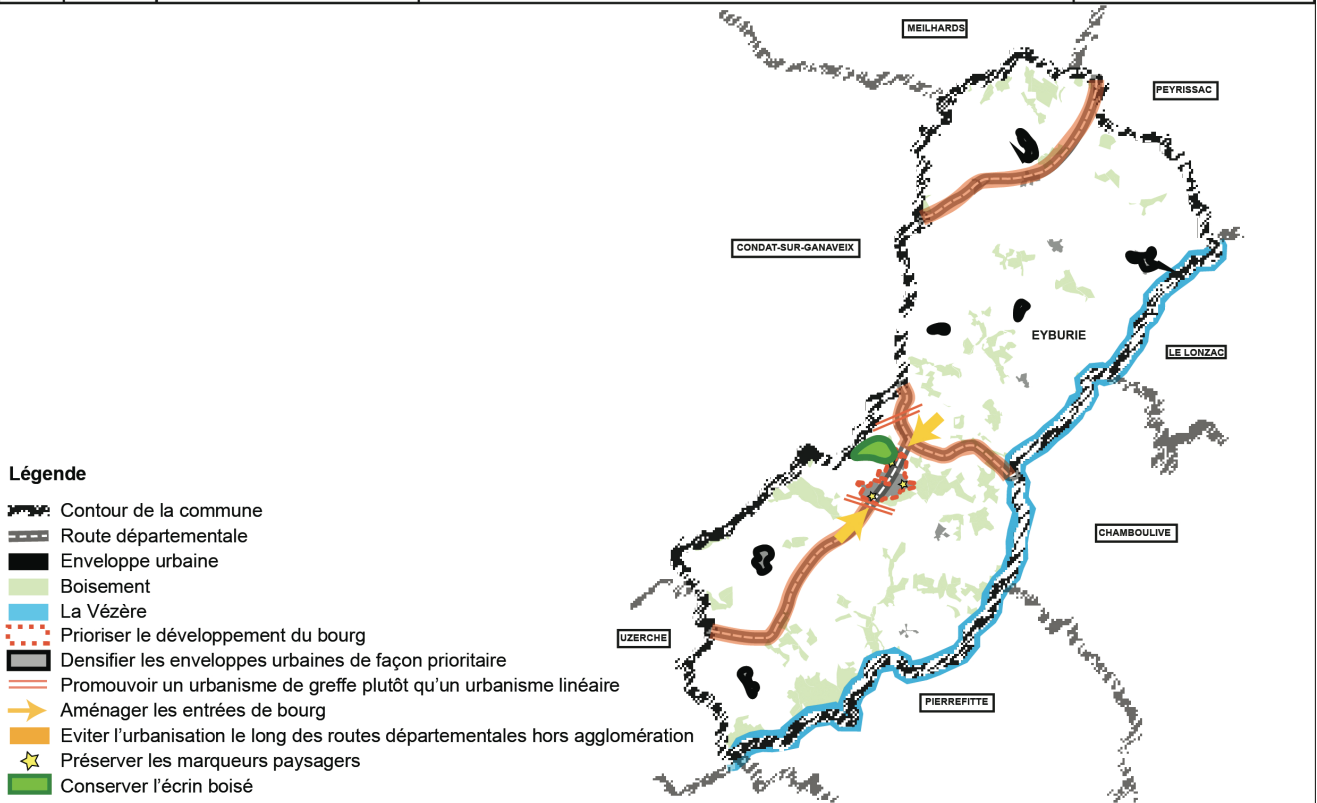 MEILHARDS
PEYRISSAC
CONDAT-SUR-GANAVEIX
EYBURIE
LE LONZAC
CHAMBOULIVE
UZERCHE
PIERREFITTE
Légende
Contour de la commune
Route départementale
Enveloppe urbaine
Boisement
La Vézère
Prioriser le développement du bourg
Densifier les enveloppes urbaines de façon prioritaire
Promouvoir un urbanisme de greffe plutôt qu'un urbanisme linéaire
Aménager les entrées de bourg
Eviter l'urbanisation le long des routes départementales hors agglomération
Préserver les marqueurs paysagers
Conserver l'écrin boisé